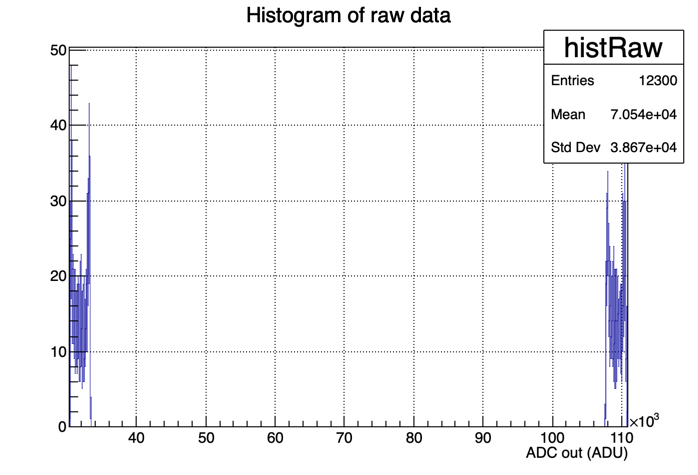 Histogram of raw data
histRaw
Entries 12300
Mean 7.054e+04
Std Dev 3.867e+04
50
40
30
20
10
0
40 50 60 70 80 90 100 110
×10³
ADC out (ADU)